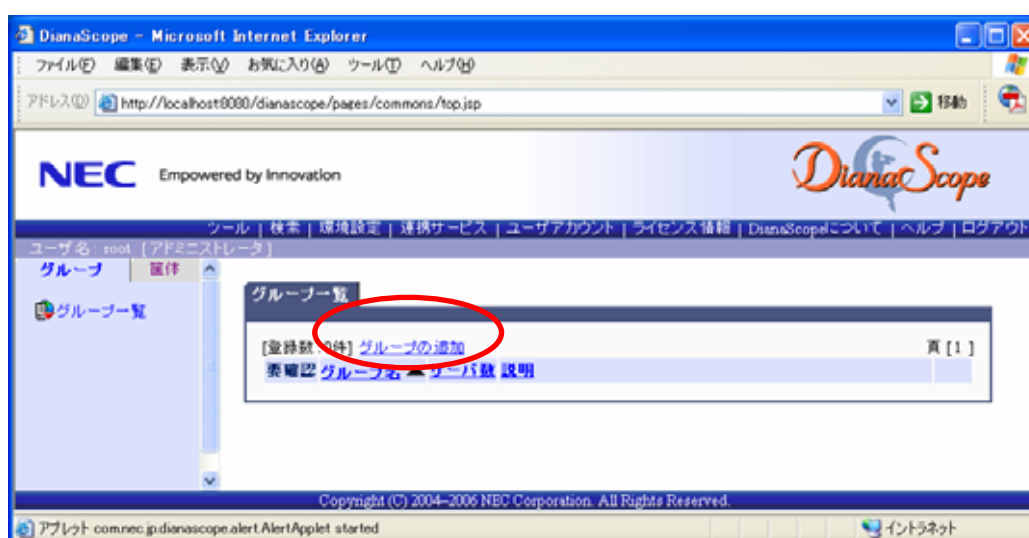 DianaScope - Microsoft Internet Explorer
ファイル(F) 編集(E) 表示(V) お気に入り(A) ツール(T) ヘルプ(H)
アドレス(D) http://localhost:8080/dianascope/pages/commons/top.jsp 移動
NEC Empowered by Innovation DianaScope
ツール | 検索 | 環境設定 | 連携サービス | ユーザアカウント | ライセンス情報 | DianaScopeについて | ヘルプ | ログアウト
ユーザ名 : root [アドミニストレータ]
グループ 筐体
グループ一覧
グループ一覧
[登録数 : 0件] グループの追加 頁 [1 ]
要確認 グループ名 サーバ数 説明
Copyright (C) 2004-2006 NEC Corporation. All Rights Reserved.
アプレット com.nec.jp.dianascope.alert.AlertApplet started イントラネット